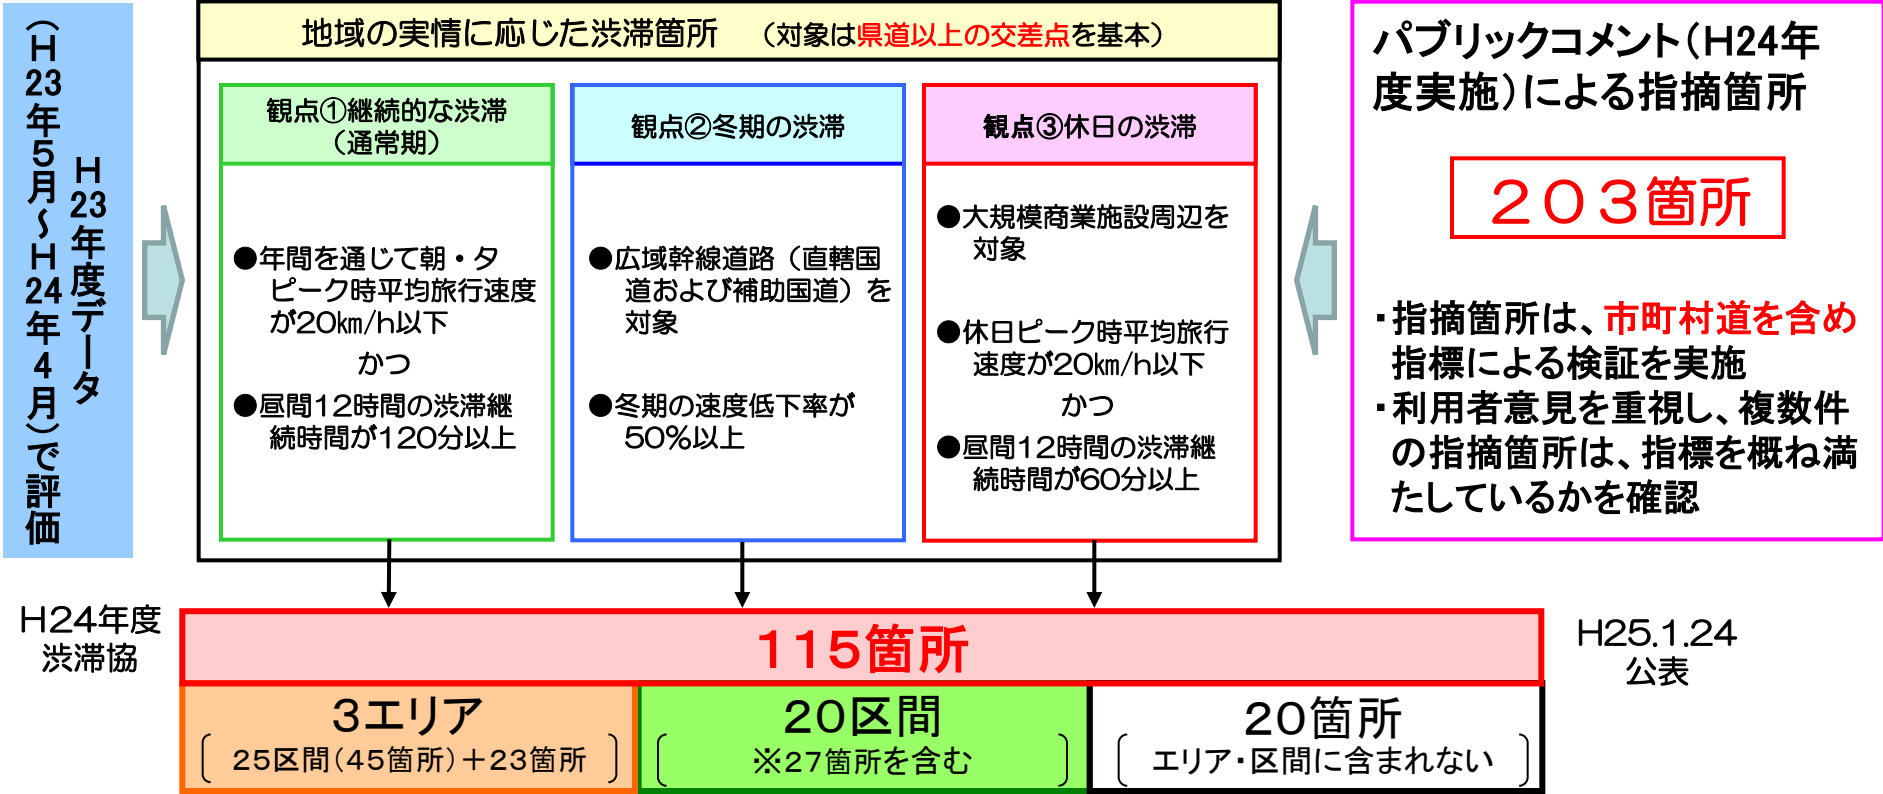 H23年度データ
（H23年5月～H24年4月）で評価
地域の実情に応じた渋滞箇所　（対象は県道以上の交差点を基本）
観点①継続的な渋滞
（通常期）
●年間を通じて朝・夕
ピーク時平均旅行速度
が20㎞/h以下
かつ
●昼間12時間の渋滞継
続時間が120分以上
観点②冬期の渋滞
●広域幹線道路（直轄国
道および補助国道）を
対象
●冬期の速度低下率が
50％以上
観点③休日の渋滞
●大規模商業施設周辺を
対象
●休日ピーク時平均旅行
速度が20㎞/h以下
かつ
●昼間12時間の渋滞継
続時間が60分以上
パブリックコメント（H24年
度実施）による指摘箇所
２０３箇所
・指摘箇所は、市町村道を含め
指標による検証を実施
・利用者意見を重視し、複数件
の指摘箇所は、指標を概ね満
たしているかを確認
H24年度
渋滞協
115箇所
H25.1.24
公表
3エリア
25区間（45箇所）＋23箇所
20区間
※27箇所を含む
20箇所
エリア・区間に含まれない